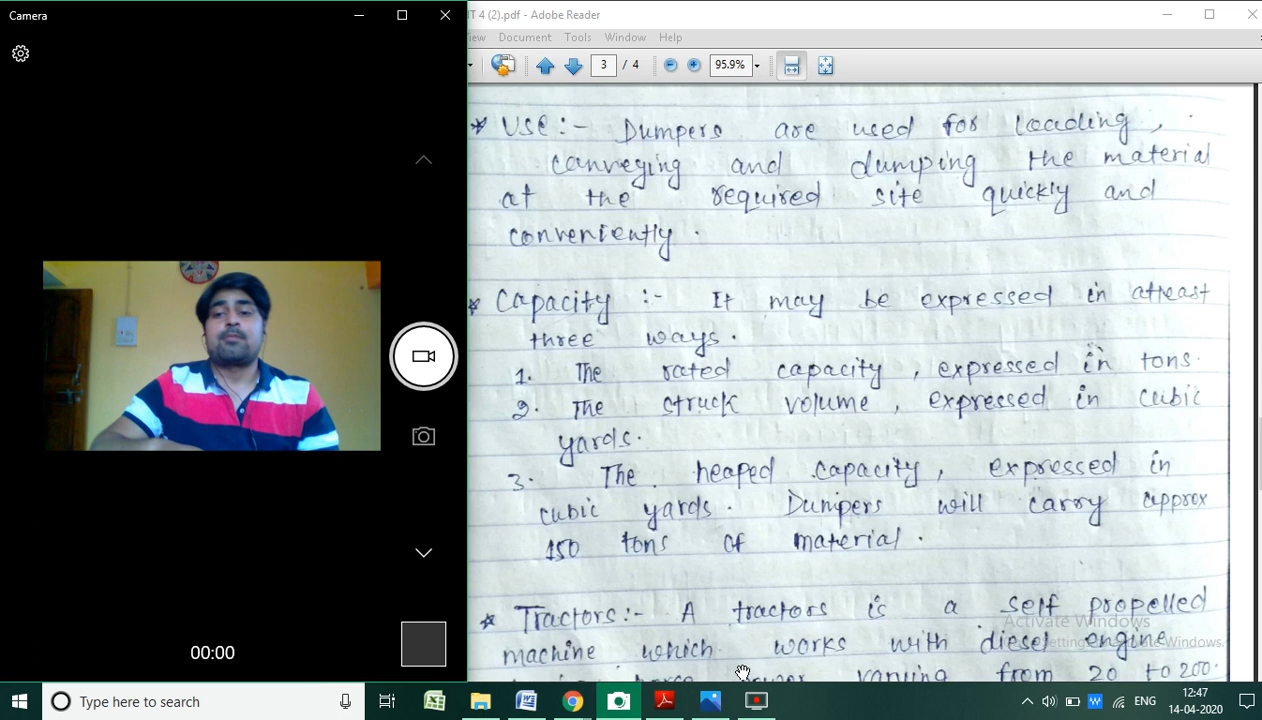 Camera
IT 4 (2).pdf - Adobe Reader
iew Document Tools Window Help
3 / 4 95.9%
* Use:- Dumpers are used for loading,
canveying and dumping the material
at the required site quickly and
conveniently.
* Capacity :- It may be expressed in atleast
three ways.
1. The rated capacity, expressed in tons.
2. The struck volume, expressed in cubic
yards.
3. The heaped capacity, expressed in
cubic yards. Dumpers will carry approx
150 tons of material.
* Tractors:- A tractors is a self propelled
machine which works with diesel engine
varying from 20 to 200.
Activate Windows
Windows.
00:00
Type here to search
ENG
12:47
14-04-2020